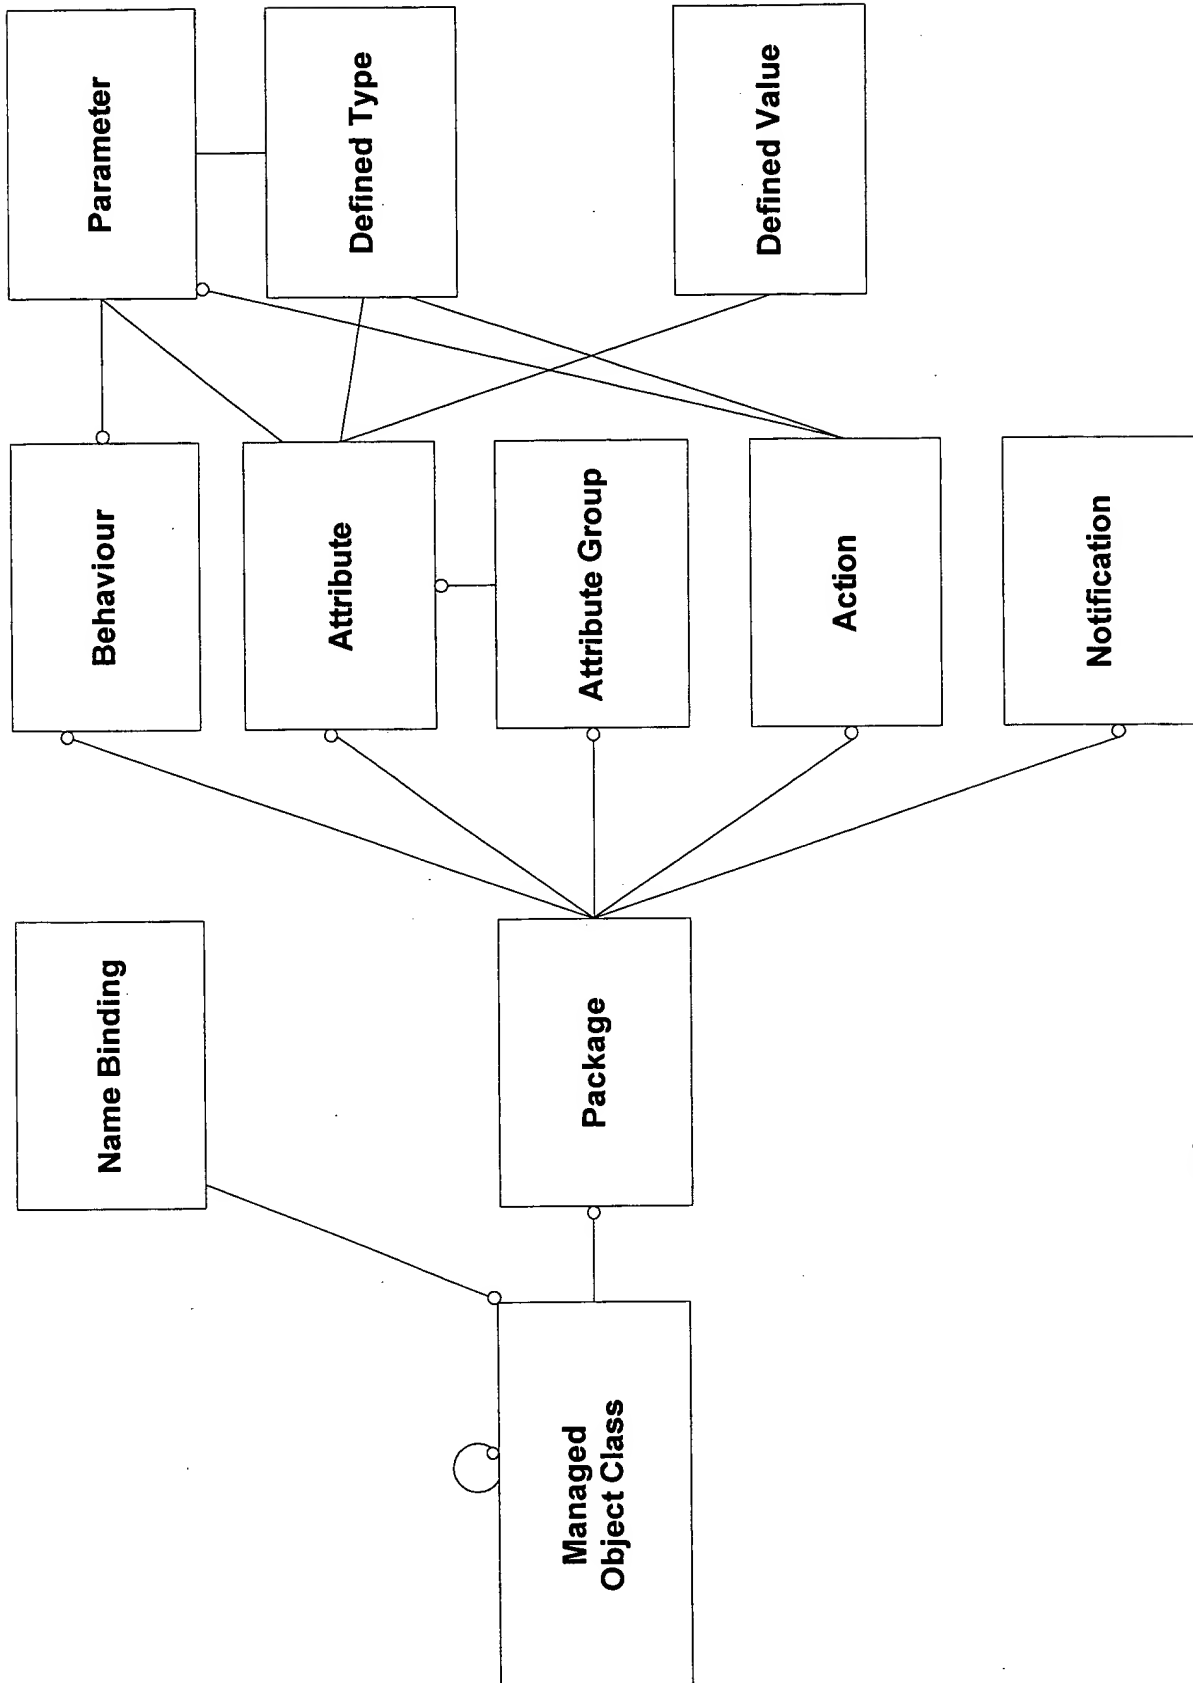 Managed
Object Class
Name Binding
Package
Behaviour
Attribute
Attribute Group
Action
Notification
Parameter
Defined Type
Defined Value